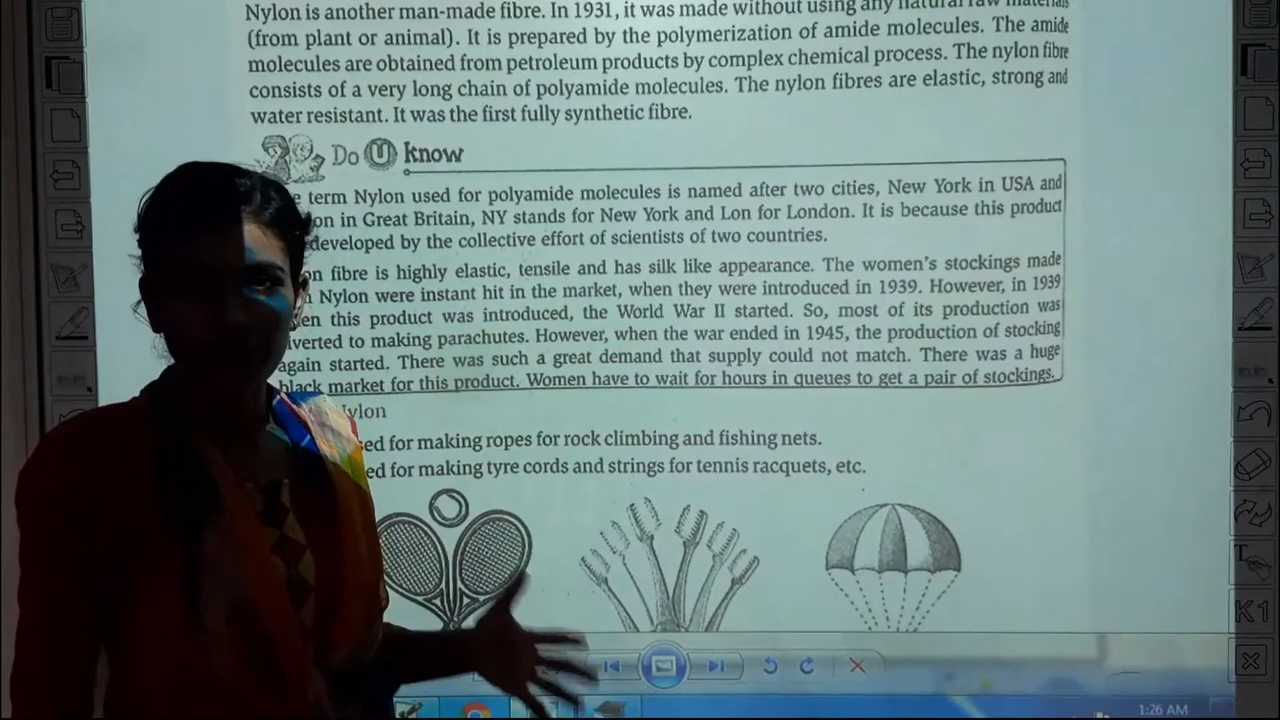 Nylon is another man-made fibre. In 1931, it was made without using any natural raw materials
(from plant or animal). It is prepared by the polymerization of amide molecules. The amide
molecules are obtained from petroleum products by complex chemical process. The nylon fibre
consists of a very long chain of polyamide molecules. The nylon fibres are elastic, strong and
water resistant. It was the first fully synthetic fibre.
Do U know
term Nylon used for polyamide molecules is named after two cities, New York in USA and
on in Great Britain, NY stands for New York and Lon for London. It is because this product
developed by the collective effort of scientists of two countries.
n fibre is highly elastic, tensile and has silk like appearance. The women's stockings made
Nylon were instant hit in the market, when they were introduced in 1939. However, in 1939
en this product was introduced, the World War II started. So, most of its production was
iverted to making parachutes. However, when the war ended in 1945, the production of stocking
again started. There was such a great demand that supply could not match. There was a huge
black market for this product. Women have to wait for hours in queues to get a pair of stockings.
Nylon
ed for making ropes for rock climbing and fishing nets.
ed for making tyre cords and strings for tennis racquets, etc.
T
K1
1:26 AM